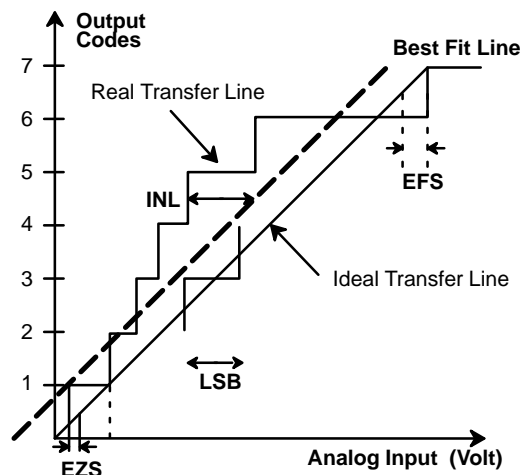 Output
Codes
Best Fit Line
7
Real Transfer Line
6
EFS
5
INL
4
3
Ideal Transfer Line
2
LSB
1
Analog Input (Volt)
EZS